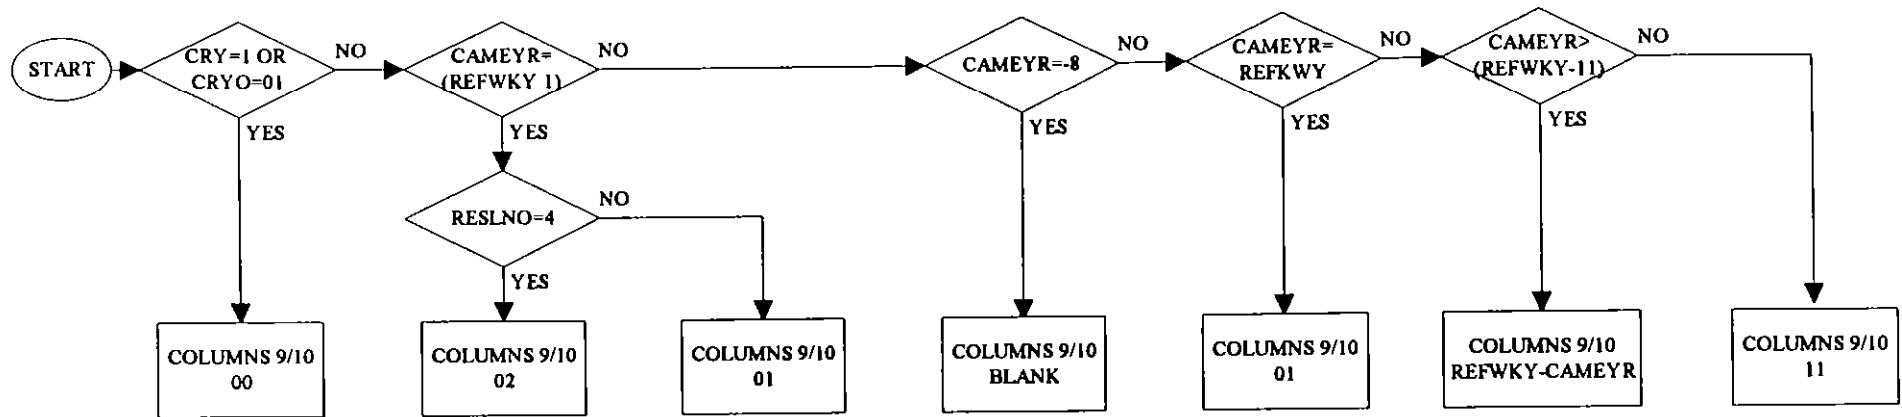 START
CRY=1 OR
CRYO=01
NO
YES
CAMEYR=
(REFWKY 1)
NO
YES
RESLNO=4
NO
YES
CAMEYR=-8
NO
YES
CAMEYR=
REFKWY
NO
YES
CAMEYR>
(REFWKY-11)
NO
YES
COLUMNS 9/10
00
COLUMNS 9/10
02
COLUMNS 9/10
01
COLUMNS 9/10
BLANK
COLUMNS 9/10
01
COLUMNS 9/10
REFWKY-CAMEYR
COLUMNS 9/10
11